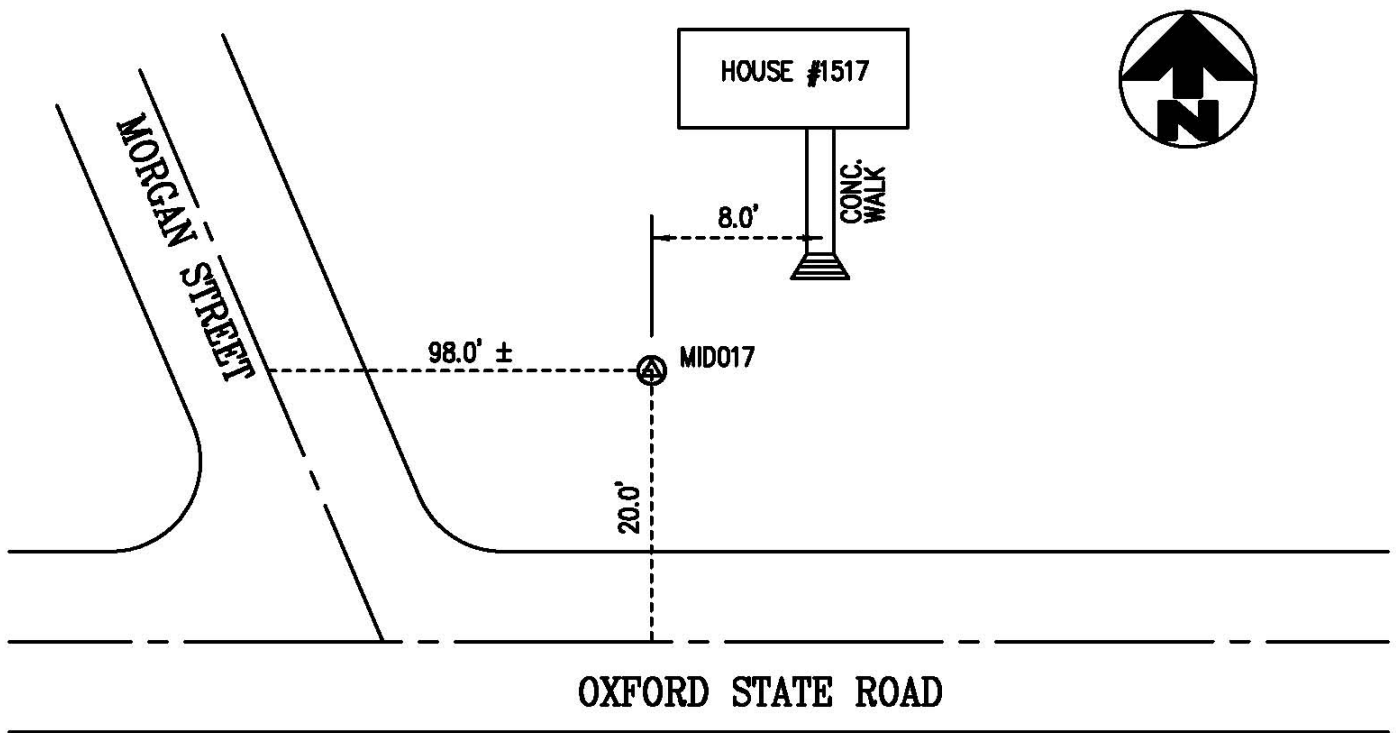 HOUSE #1517
N
MORGAN STREET
CONC.
WALK
8.0'
98.0' ±
MID017
20.0'
OXFORD STATE ROAD